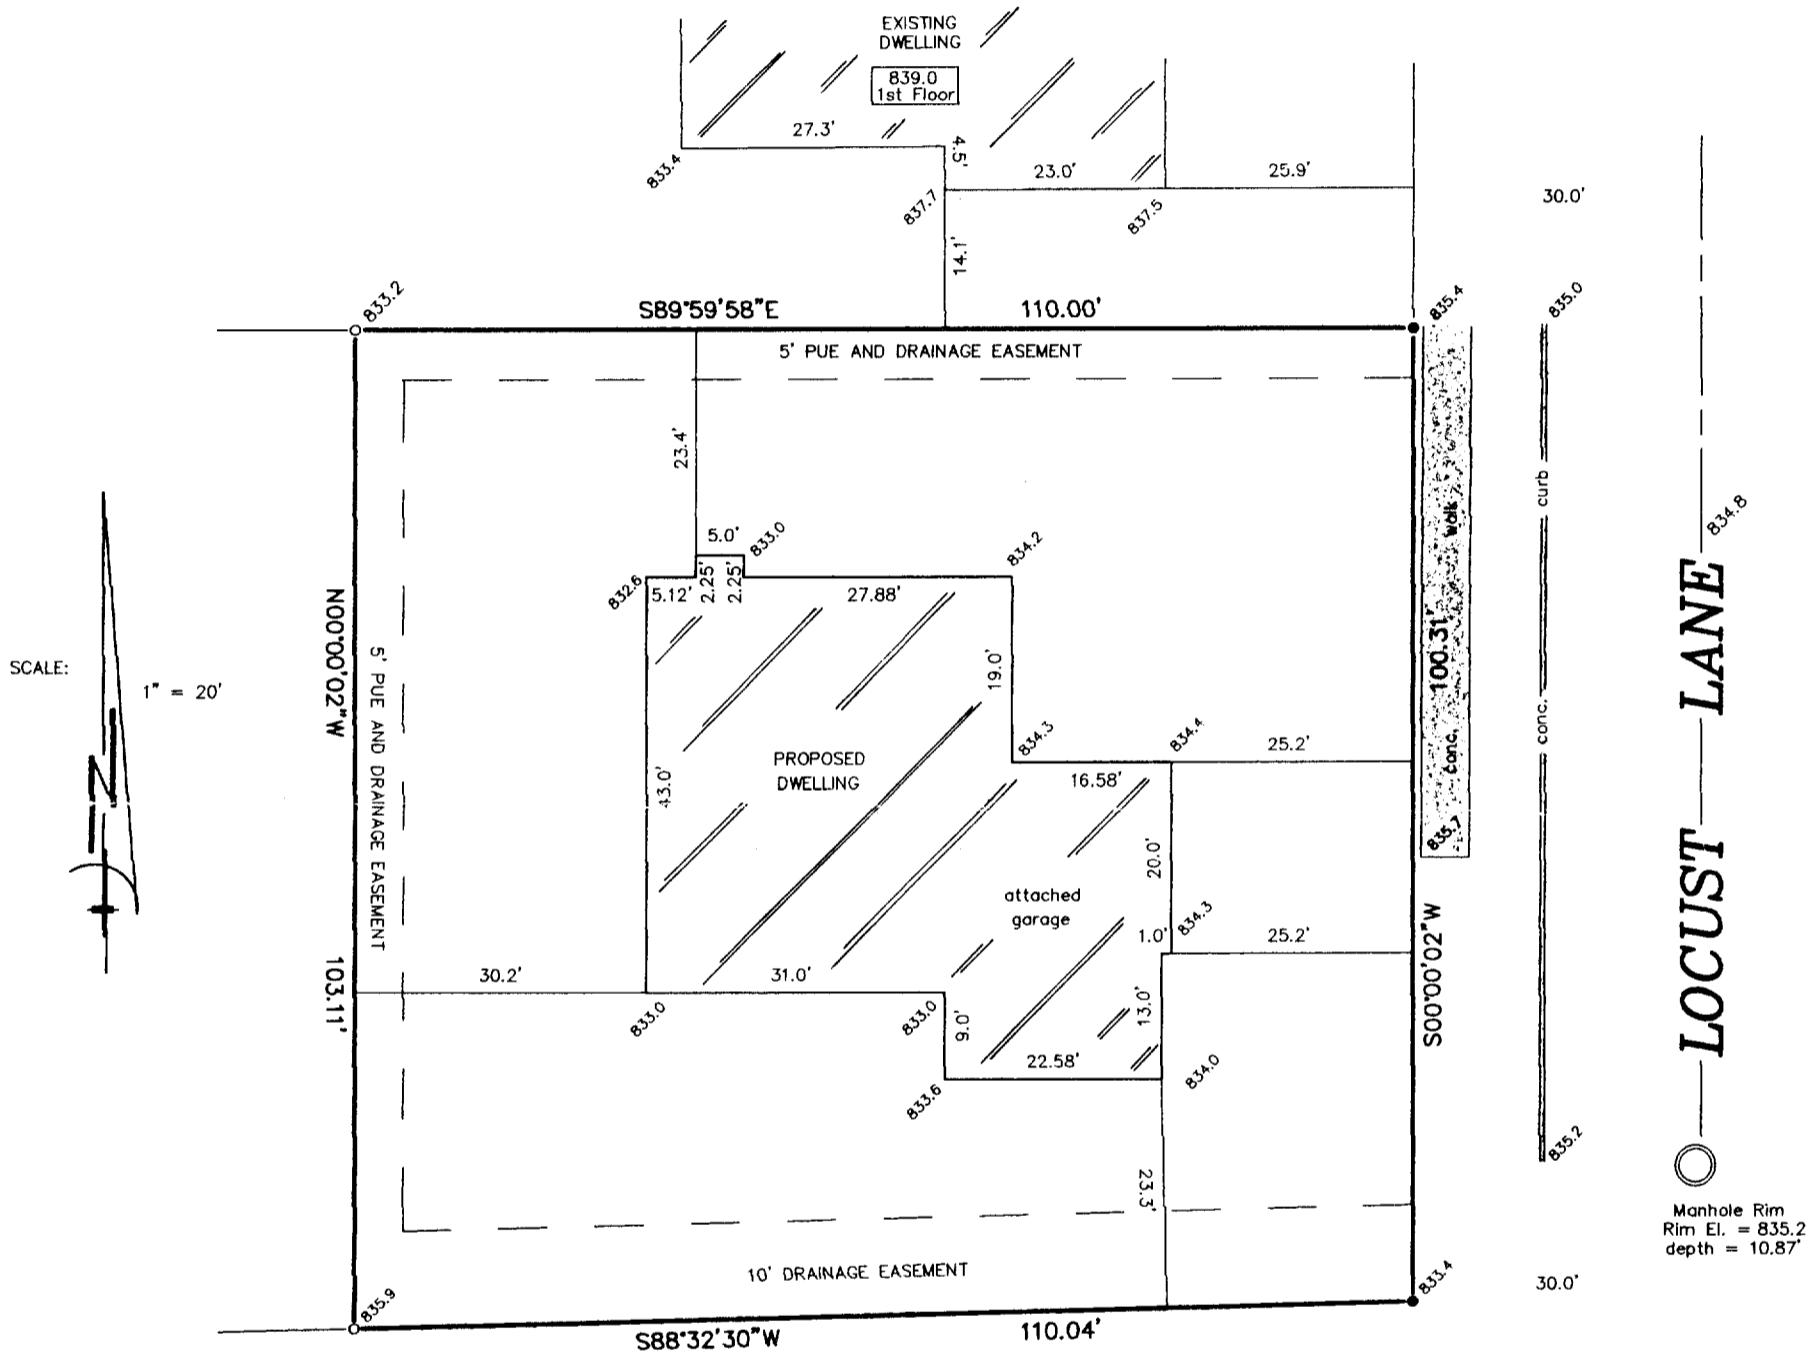 EXISTING
DWELLING
839.0
1st Floor
27.3'
4.5'
23.0'
25.9'
30.0'
833.4
837.7
837.5
14.1'
833.2
S89°59'58"E
110.00'
835.4
835.0
5' PUE AND DRAINAGE EASEMENT
23.4'
5.0'
833.0
834.2
832.6
5.12'
2.25'
2.25'
27.88'
conc. walk
curb
834.8
N00°00'02"W
5' PUE AND DRAINAGE EASEMENT
SCALE:
1" = 20'
N
19.0'
100.31'
PROPOSED
DWELLING
43.0'
834.3
834.4
25.2'
16.58'
conc.
835.7
20.0'
attached
garage
1.0'
834.3
25.2'
LOCUST LANE
S00°00'02"W
103.11'
30.2'
31.0'
833.0
833.0
9.0'
13.0'
22.58'
833.6
834.0
23.3'
835.2
Manhole Rim
Rim El. = 835.2
depth = 10.87'
10' DRAINAGE EASEMENT
833.4
30.0'
835.9
S88°32'30"W
110.04'